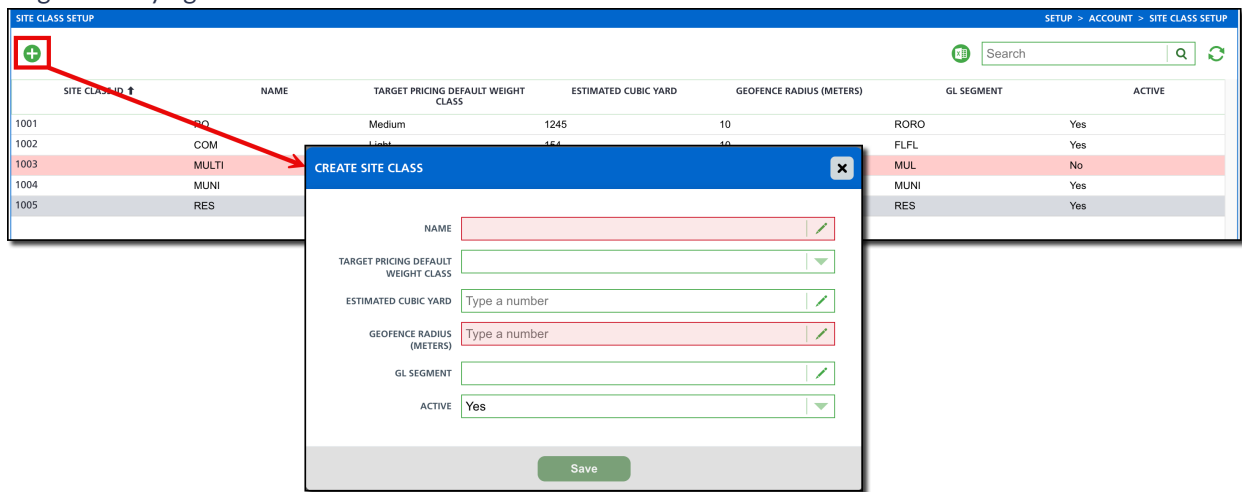 SITE CLASS SETUP
SETUP > ACCOUNT > SITE CLASS SETUP
Search
SITE CLASS ID NAME TARGET PRICING DEFAULT WEIGHT CLASS ESTIMATED CUBIC YARD GEOFENCE RADIUS (METERS) GL SEGMENT ACTIVE
1001 RO Medium 1245 10 RORO Yes
1002 COM Light 154 10 FLFL Yes
1003 MULTI MUL No
1004 MUNI MUNI Yes
1005 RES RES Yes
CREATE SITE CLASS
NAME
TARGET PRICING DEFAULT
WEIGHT CLASS
ESTIMATED CUBIC YARD Type a number
GEOFENCE RADIUS Type a number
(METERS)
GL SEGMENT
ACTIVE Yes
Save